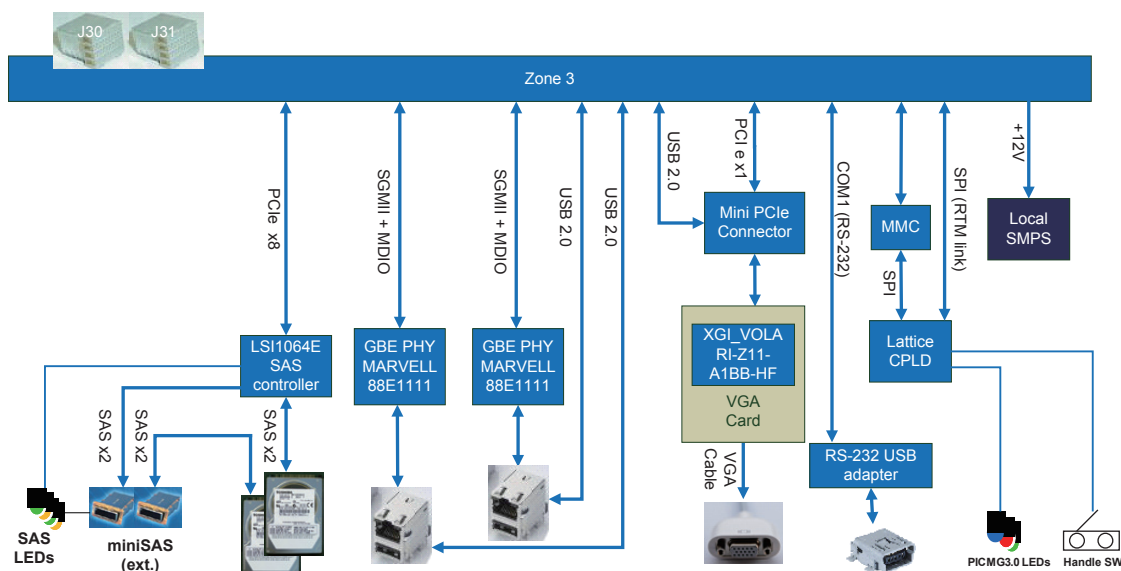 J30
J31
Zone 3
PCIe x8
SGMII + MDIO
SGMII + MDIO
USB 2.0
USB 2.0
USB 2.0
PCI e x1
COM1 (RS-232)
SPI (RTM link)
+12V
Mini PCIe
Connector
MMC
Local
SMPS
SPI
LSI1064E
SAS
controller
GBE PHY
MARVELL
88E1111
GBE PHY
MARVELL
88E1111
XGI_VOLA
RI-Z11-
A1BB-HF
VGA
Card
Lattice
CPLD
SAS x2
SAS x2
SAS x2
VGA
Cable
RS-232 USB
adapter
SAS
LEDs
miniSAS
(ext.)
PICMG3.0 LEDs
Handle SW